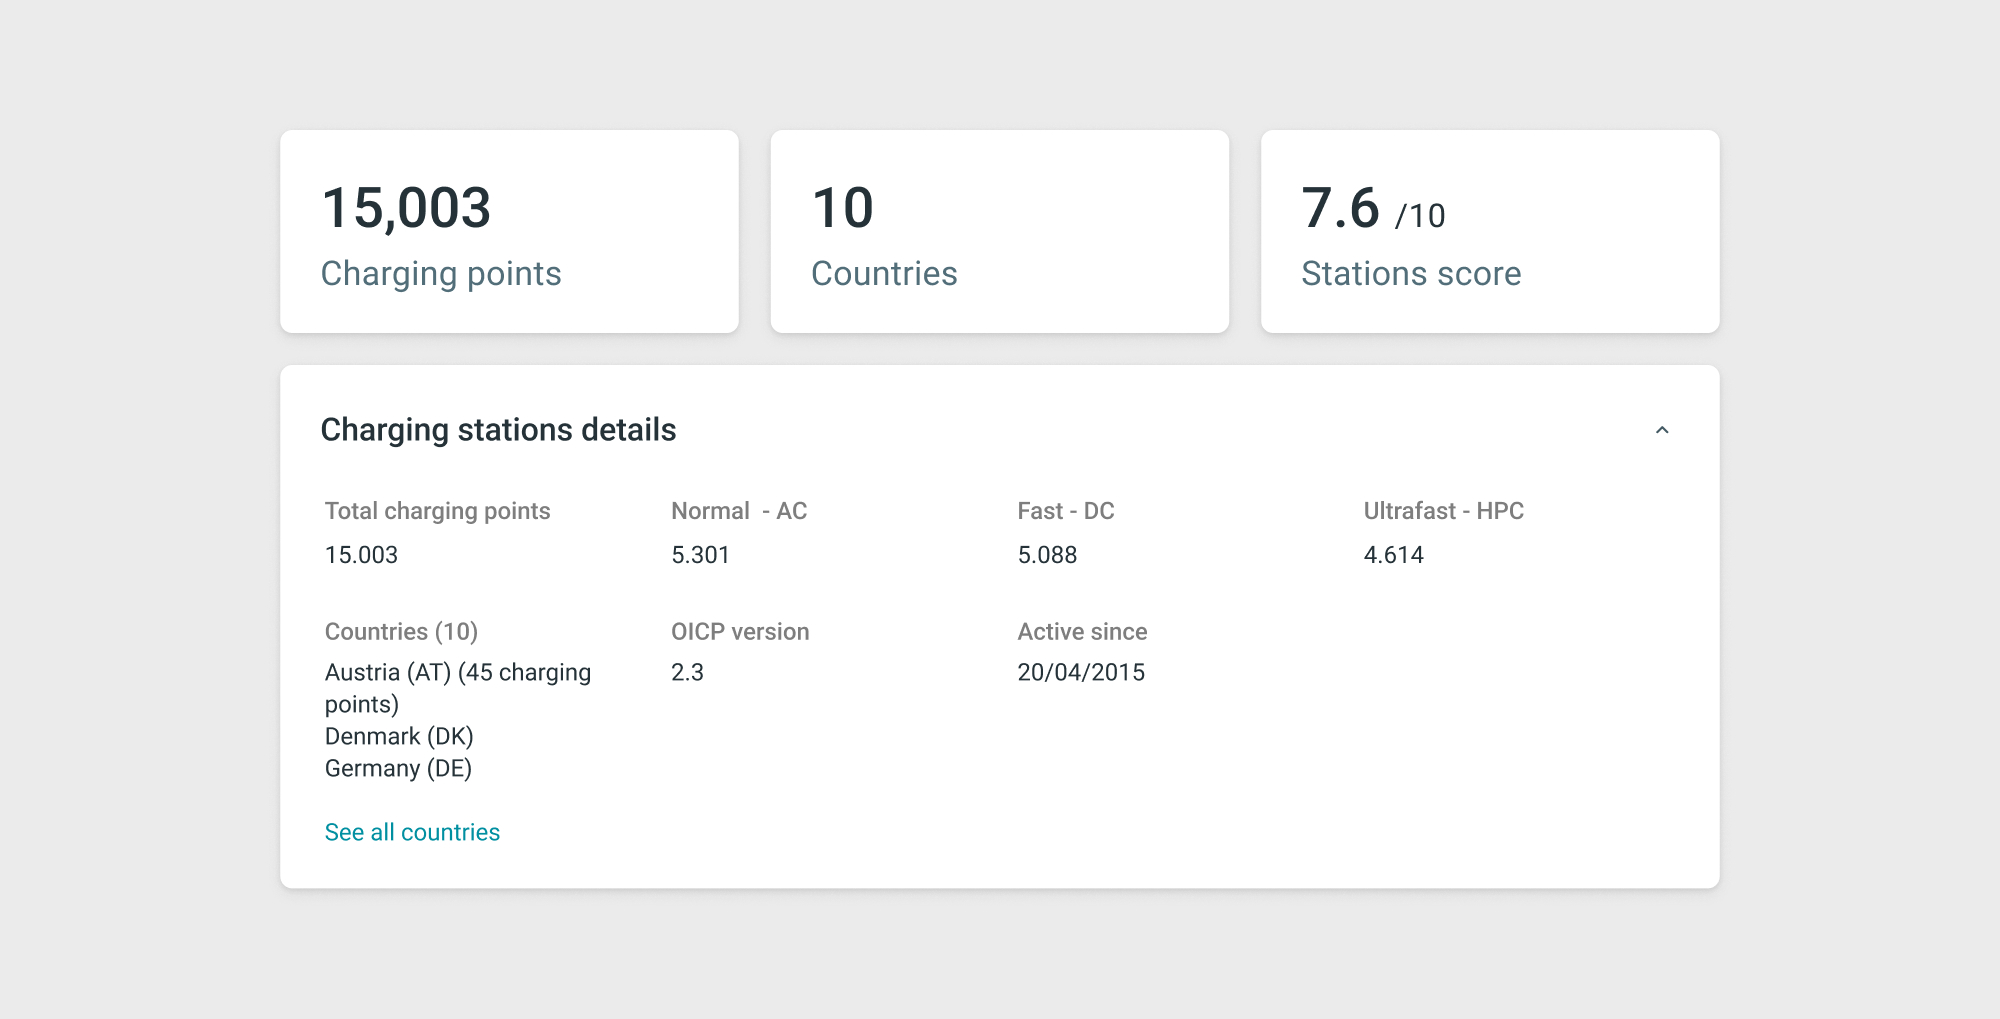 15,003
Charging points
10
Countries
7.6 /10
Stations score
Charging stations details
Total charging points
15.003
Normal  - AC
5.301
Fast - DC
5.088
Ultrafast - HPC
4.614
Countries (10)
Austria (AT) (45 charging
points)
Denmark (DK)
Germany (DE)
See all countries
OICP version
2.3
Active since
20/04/2015